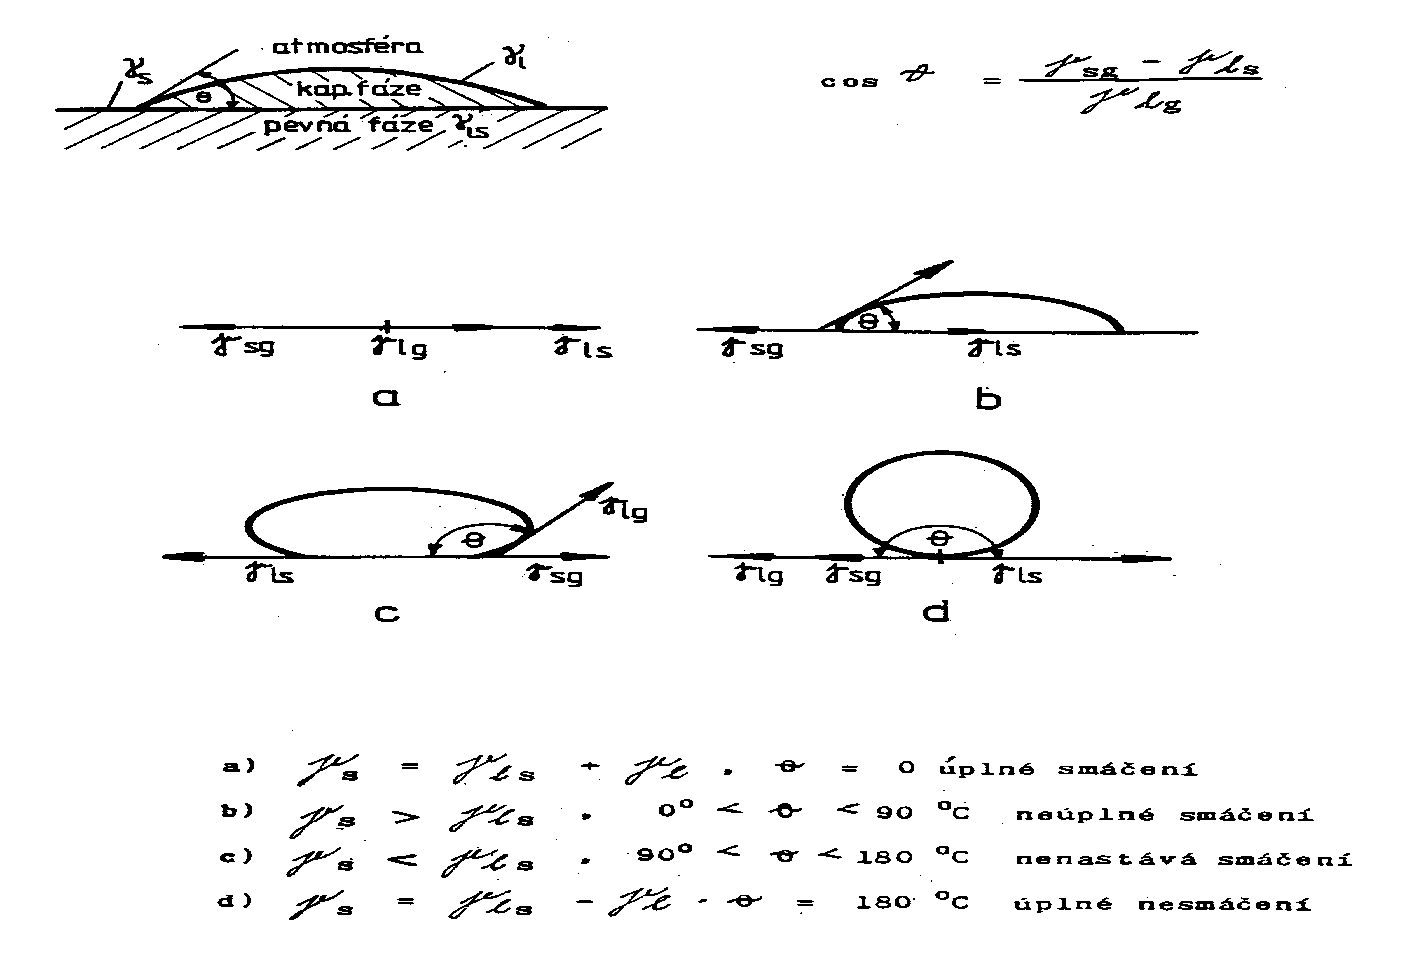 atmosféra
γs
γl
kap. fáze
θ
pevná fáze γls
cos ϑ = (γsg − γls) / γlg
γsg γlg γls
a
θ
γsg γls
b
θ
γlg
γls γsg
c
θ
γlg γsg γls
d
a) γs = γls + γl . θ = 0 úplné smáčení
b) γs > γls . 0° < θ < 90 °C neúplné smáčení
c) γs < γls . 90° < θ < 180 °C nenastává smáčení
d) γs = γls − γl . θ = 180 °C úplné nesmáčení